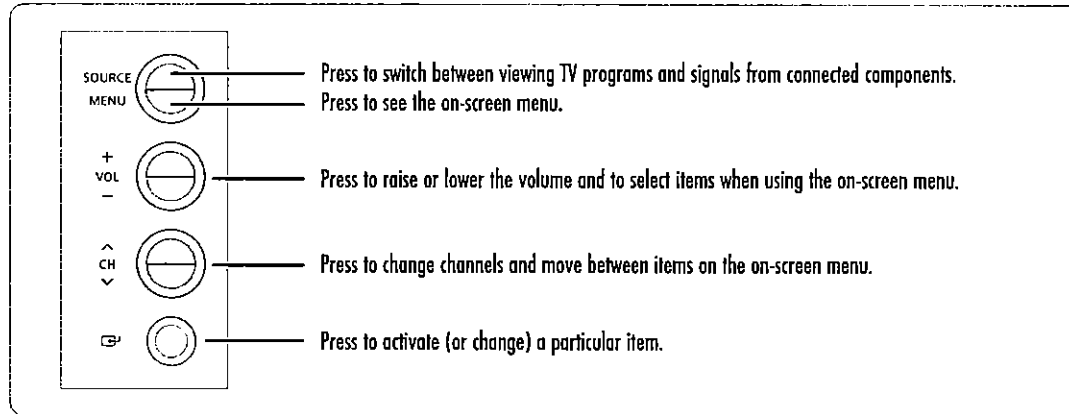 SOURCE
Press to switch between viewing TV programs and signals from connected components.
MENU
Press to see the on-screen menu.
+
VOL
−
Press to raise or lower the volume and to select items when using the on-screen menu.
CH
Press to change channels and move between items on the on-screen menu.
Press to activate (or change) a particular item.